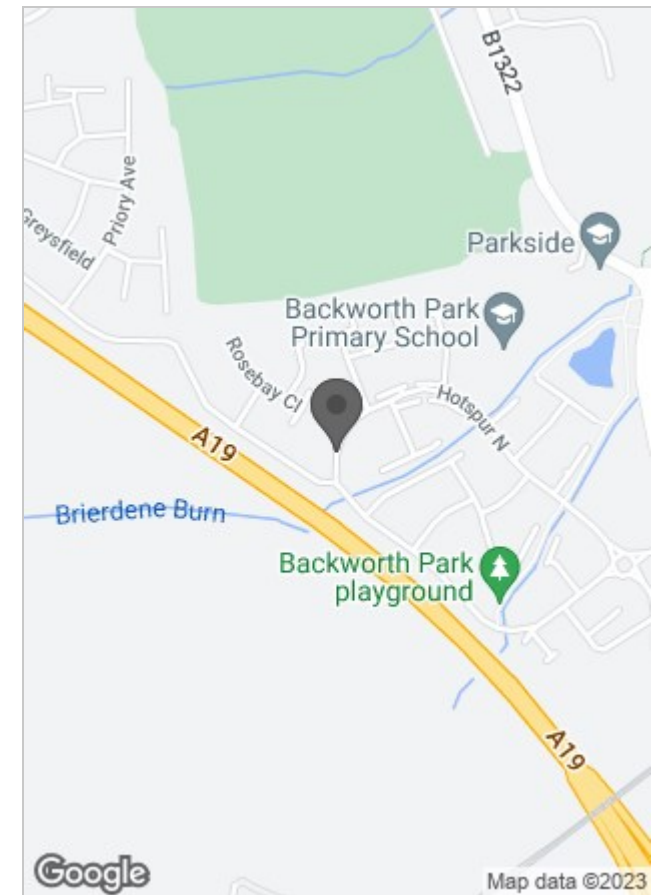 B1322
Priory Ave
Greysfield
Parkside
Backworth Park
Primary School
Rosebay Cl
Hotspur N
A19
Brierdene Burn
Backworth Park
playground
A19
Google
Map data ©2023